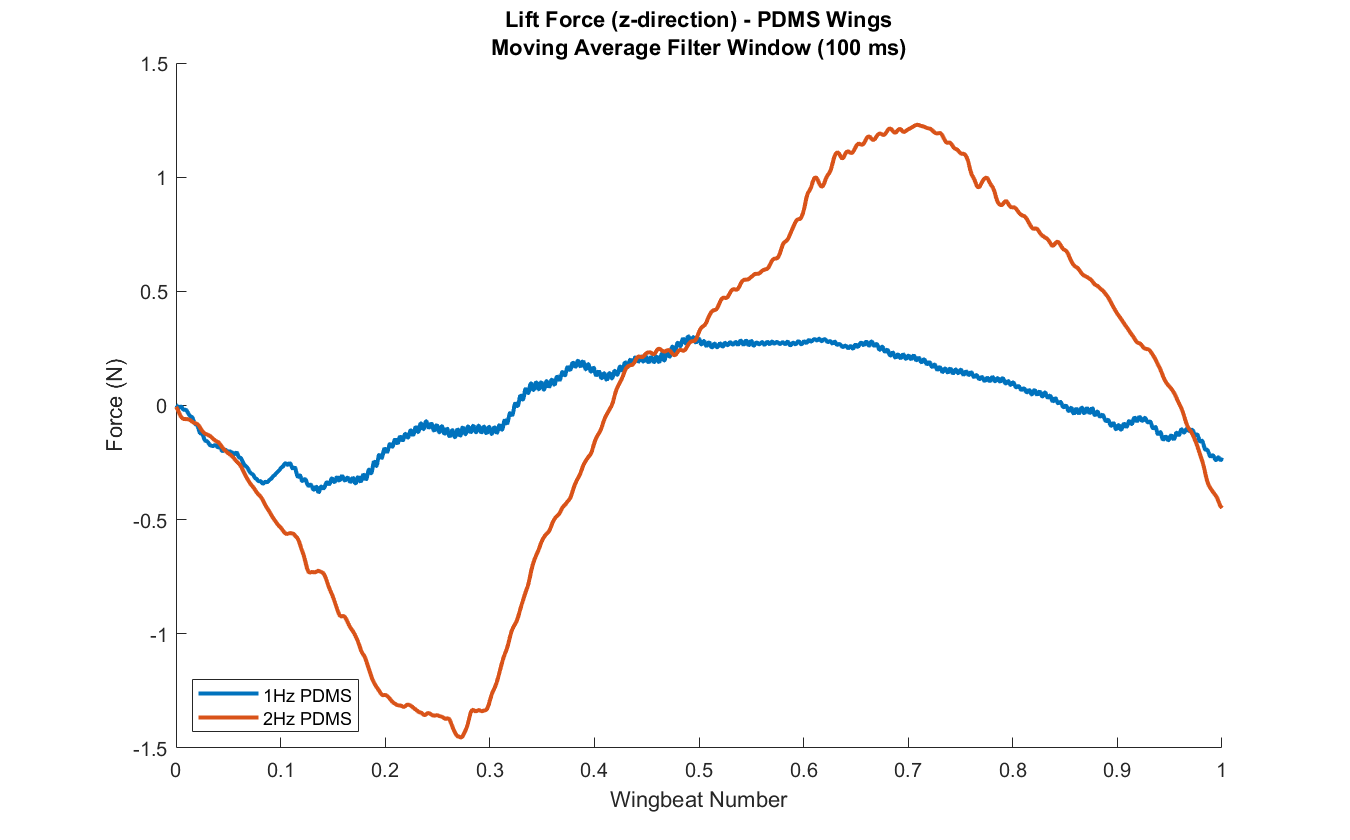 Lift Force (z-direction) - PDMS Wings
Moving Average Filter Window (100 ms)
1.5
1
0.5
0
-0.5
-1
-1.5
Force (N)
1Hz PDMS
2Hz PDMS
0 0.1 0.2 0.3 0.4 0.5 0.6 0.7 0.8 0.9 1
Wingbeat Number